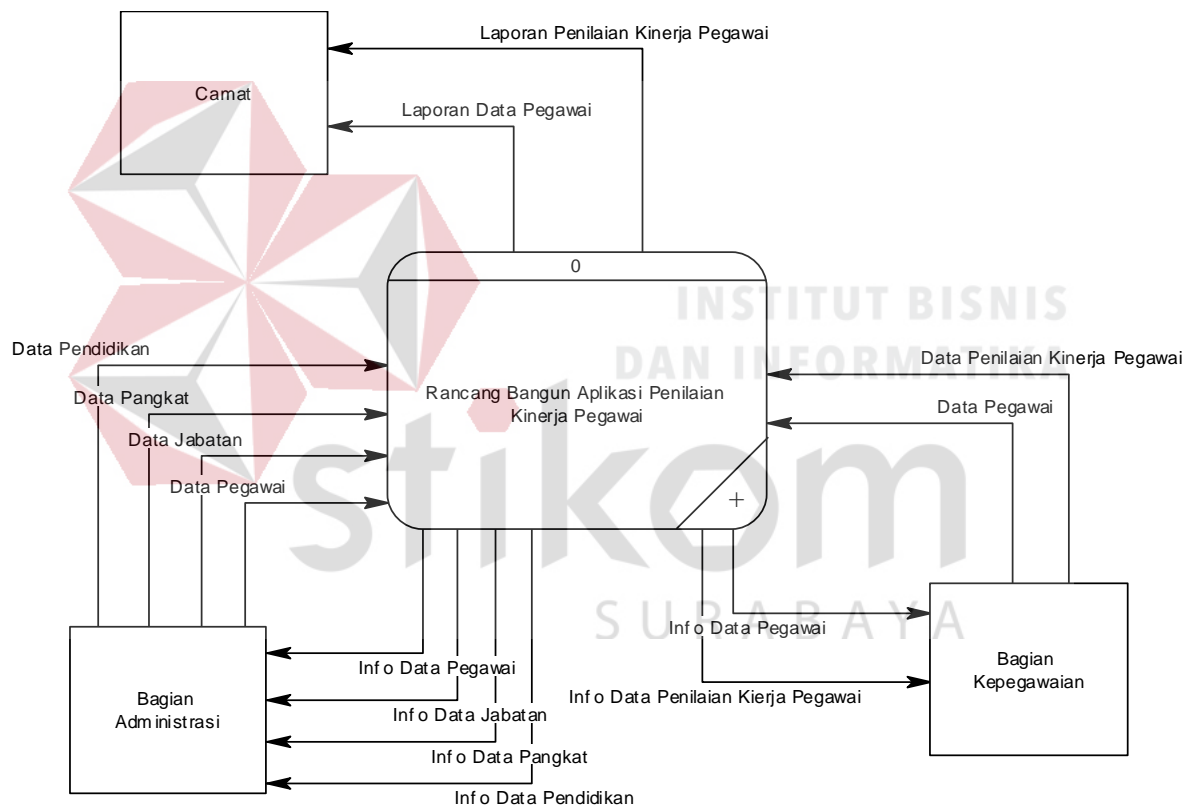 Laporan Penilaian Kinerja Pegawai
Camat
Laporan Data Pegawai
0
INSTITUT BISNIS
DAN INFORMATIKA
Data Pendidikan
Data Penilaian Kinerja Pegawai
Data Pangkat
Rancang Bangun Aplikasi Penilaian
Kinerja Pegawai
Data Pegawai
Data Jabatan
stikom
Data Pegawai
+
SURABAYA
Info Data Pegawai
Info Data Pegawai
Bagian
Kepegawaian
Info Data Penilaian Kierja Pegawai
Bagian
Administrasi
Info Data Jabatan
Info Data Pangkat
Info Data Pendidikan